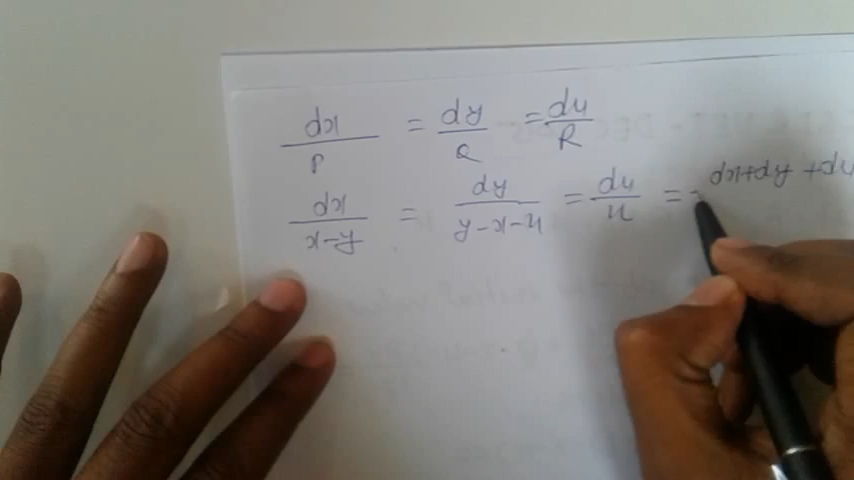 dx/P = dy/Q = du/R
dx/x-y = dy/y-x-u = du/u = dx+dy+du